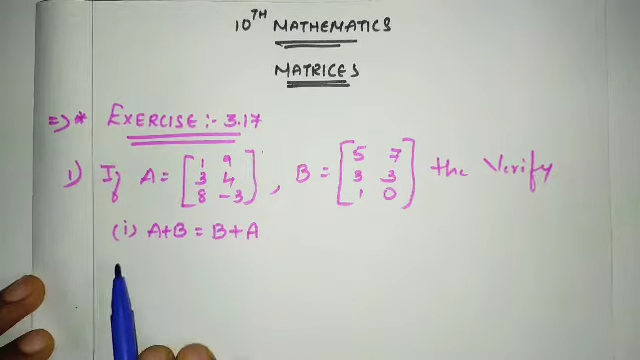 10TH MATHEMATICS
MATRICES
=> * EXERCISE:- 3.17
1) If A = [1 9
3 4
8 -3] , B = [5 7
3 3
1 0] the Verify
(i) A+B = B+A